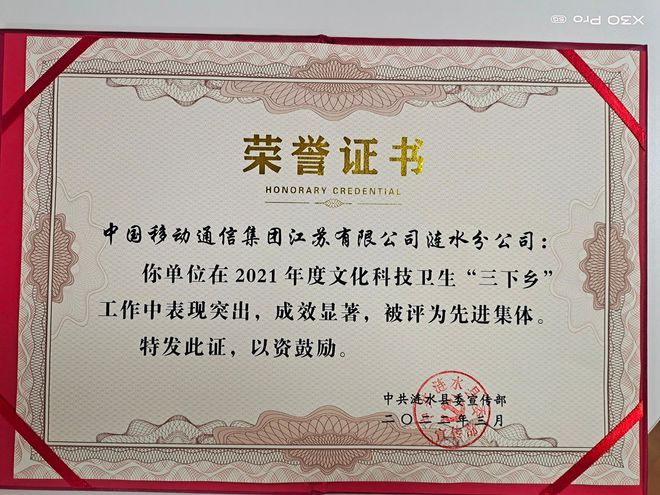 X30 Pro
5G
荣誉证书
HONORARY CREDENTIAL
中国移动通信集团江苏有限公司涟水分公司：
你单位在2021年度文化科技卫生“三下乡”
工作中表现突出，成效显著，被评为先进集体。
特发此证，以资鼓励。
中共涟水县委宣传部
二〇二二年三月